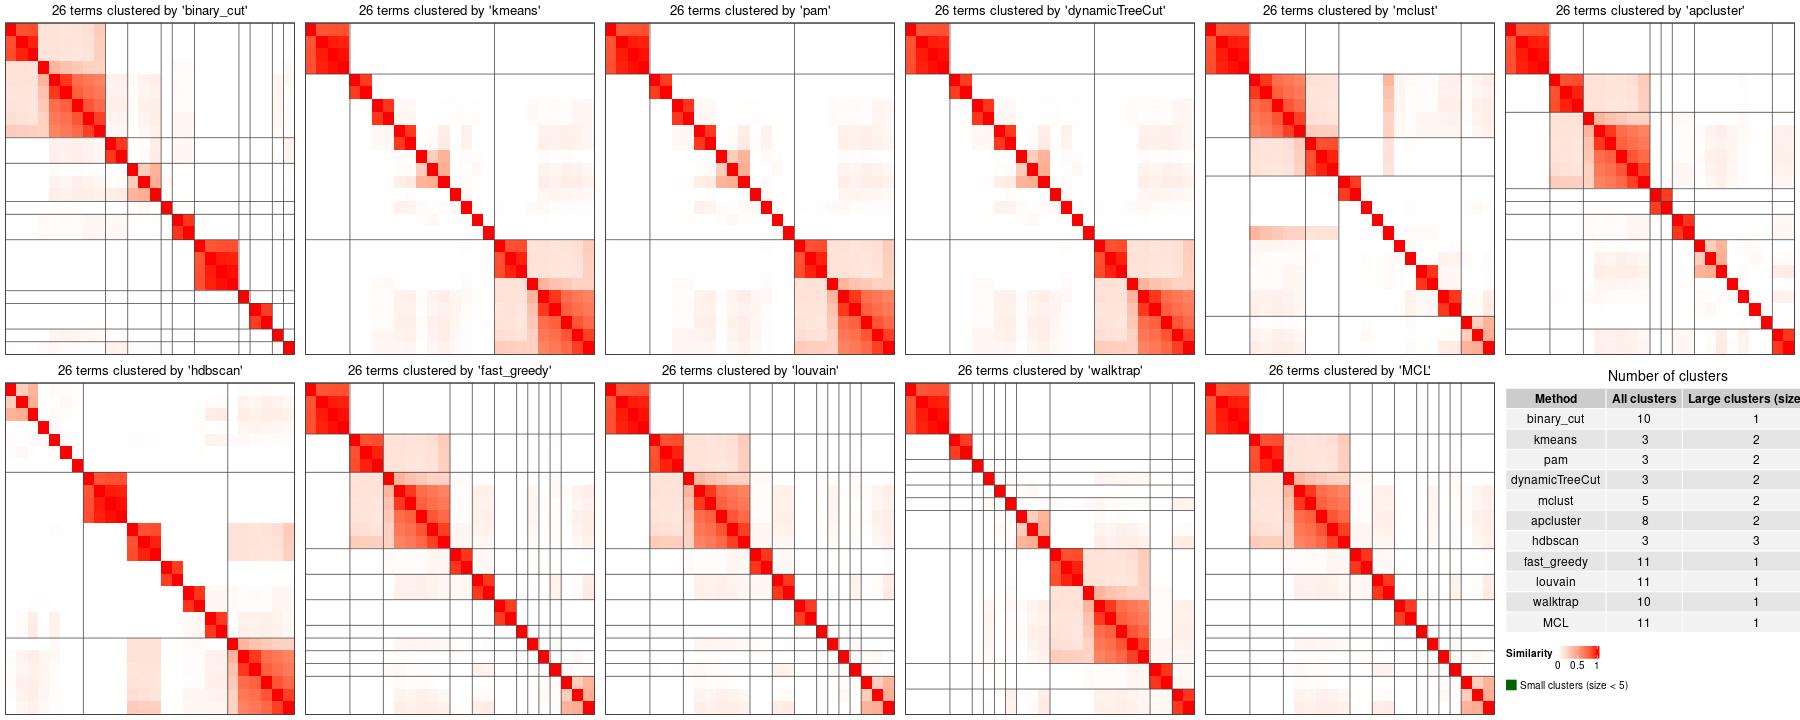 26 terms clustered by 'binary_cut'
26 terms clustered by 'kmeans'
26 terms clustered by 'pam'
26 terms clustered by 'dynamicTreeCut'
26 terms clustered by 'mclust'
26 terms clustered by 'apcluster'
26 terms clustered by 'hdbscan'
26 terms clustered by 'fast_greedy'
26 terms clustered by 'louvain'
26 terms clustered by 'walktrap'
26 terms clustered by 'MCL'
Number of clusters
Method All clusters Large clusters (size
binary_cut 10 1
kmeans 3 2
pam 3 2
dynamicTreeCut 3 2
mclust 5 2
apcluster 8 2
hdbscan 3 3
fast_greedy 11 1
louvain 11 1
walktrap 10 1
MCL 11 1
Similarity
0 0.5 1
Small clusters (size < 5)